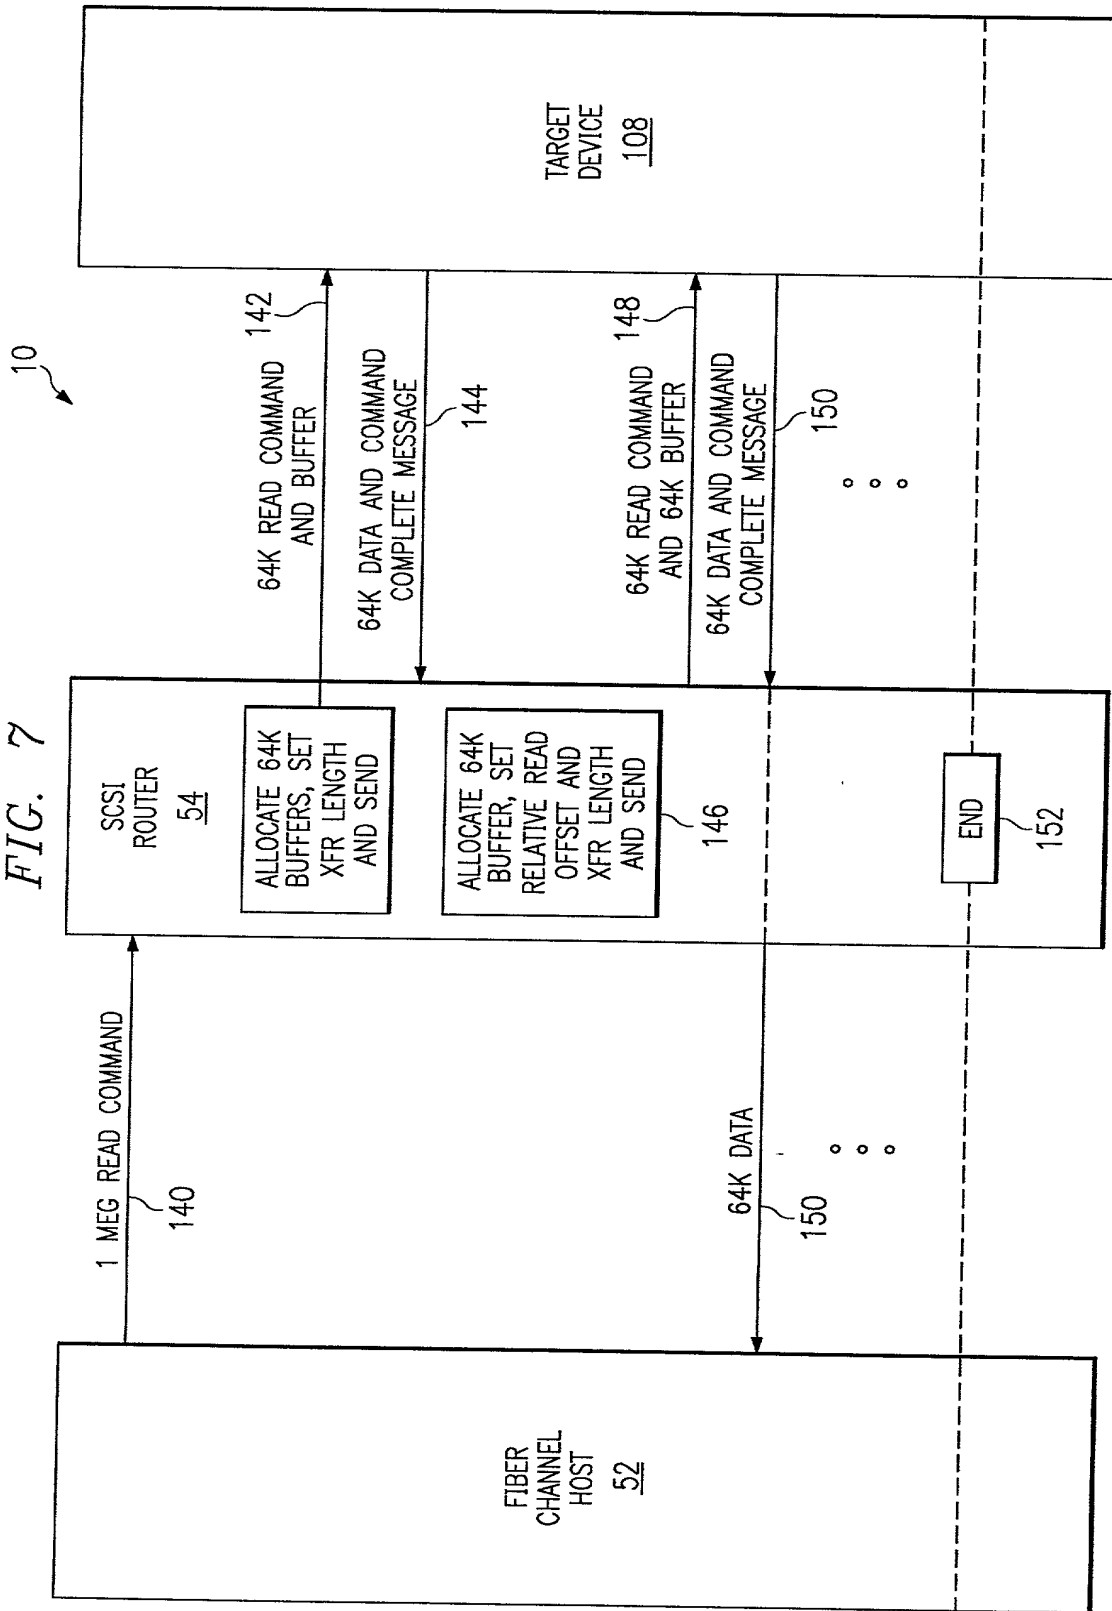 FIG. 7
10
FIBER
CHANNEL
HOST
52
1 MEG READ COMMAND
140
64K DATA
150
SCSI
ROUTER
54
ALLOCATE 64K
BUFFERS, SET
XFR LENGTH
AND SEND
ALLOCATE 64K
BUFFER, SET
RELATIVE READ
OFFSET AND
XFR LENGTH
AND SEND
146
END
152
64K READ COMMAND
AND BUFFER
142
64K DATA AND COMMAND
COMPLETE MESSAGE
144
64K READ COMMAND
AND 64K BUFFER
148
64K DATA AND COMMAND
COMPLETE MESSAGE
150
TARGET
DEVICE
108